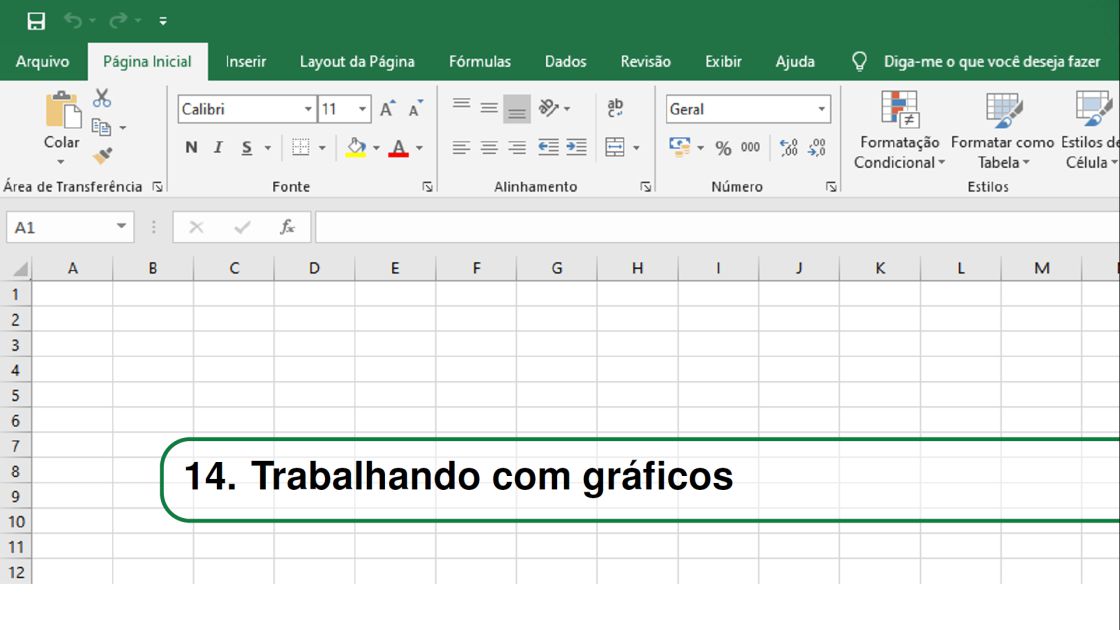 Arquivo Página Inicial Inserir Layout da Página Fórmulas Dados Revisão Exibir Ajuda Diga-me o que você deseja fazer
Colar
Área de Transferência
Calibri 11
N I S A
Fonte
ab
Alinhamento
Geral
% 000
Número
Formatação Condicional
Formatar como Tabela
Estilos de Célula
Estilos
A1 fx
A B C D E F G H I J K L M
1
2
3
4
5
6
7
8
9
10
11
12
14. Trabalhando com gráficos